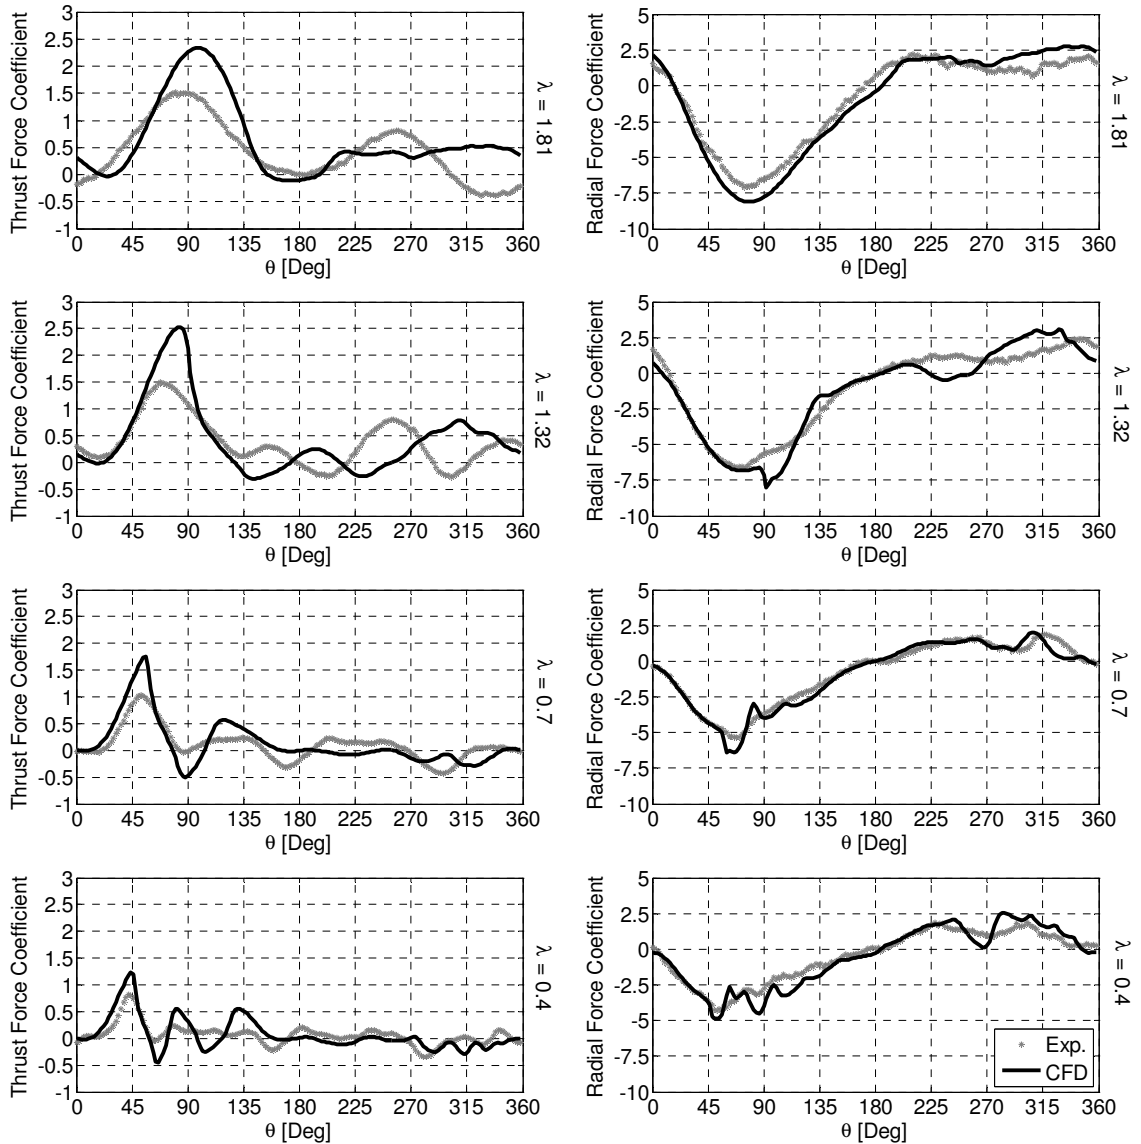 Thrust Force Coefficient
3
2.5
2
1.5
1
0.5
0
-0.5
-1
0 45 90 135 180 225 270 315 360
θ [Deg]
λ = 1.81
Radial Force Coefficient
5
2.5
0
-2.5
-5
-7.5
-10
0 45 90 135 180 225 270 315 360
θ [Deg]
λ = 1.81
Thrust Force Coefficient
3
2.5
2
1.5
1
0.5
0
-0.5
-1
0 45 90 135 180 225 270 315 360
θ [Deg]
λ = 1.32
Radial Force Coefficient
5
2.5
0
-2.5
-5
-7.5
-10
0 45 90 135 180 225 270 315 360
θ [Deg]
λ = 1.32
Thrust Force Coefficient
3
2.5
2
1.5
1
0.5
0
-0.5
-1
0 45 90 135 180 225 270 315 360
θ [Deg]
λ = 0.7
Radial Force Coefficient
5
2.5
0
-2.5
-5
-7.5
-10
0 45 90 135 180 225 270 315 360
θ [Deg]
λ = 0.7
Thrust Force Coefficient
3
2.5
2
1.5
1
0.5
0
-0.5
-1
0 45 90 135 180 225 270 315 360
θ [Deg]
λ = 0.4
Radial Force Coefficient
5
2.5
0
-2.5
-5
-7.5
-10
0 45 90 135 180 225 270 315 360
θ [Deg]
λ = 0.4
Exp.
CFD